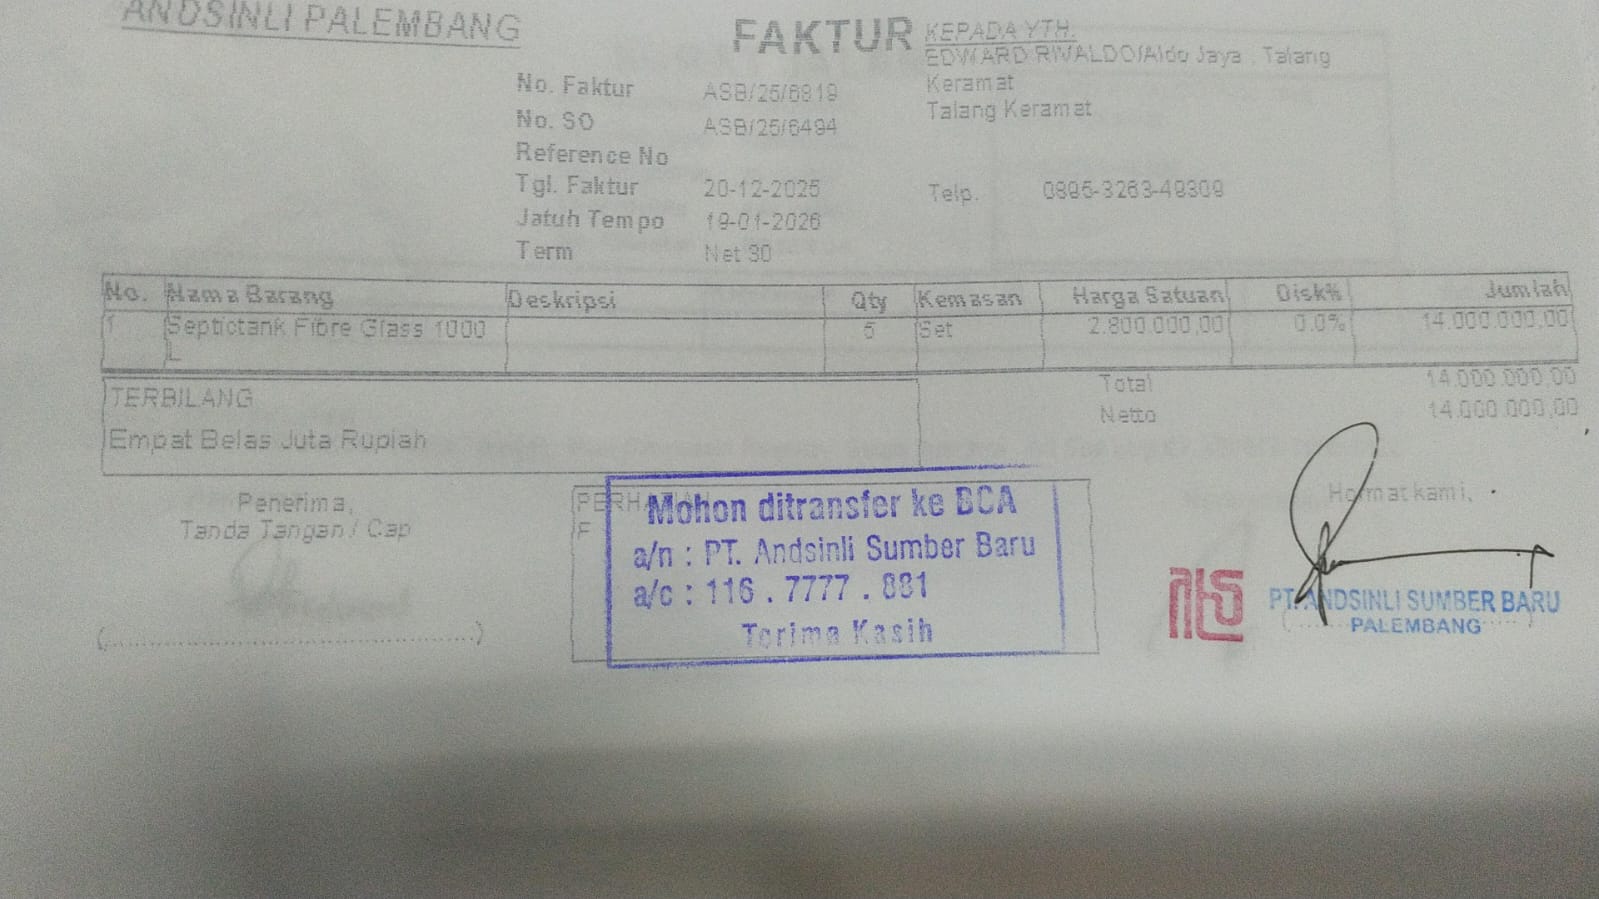 ANDSINLI PALEMBANG
FAKTUR
KEPADA YTH.
EDWARD RIWALDO/Aldo Jaya , Talang
Keramat
Talang Keramat
Telp. 0895-3263-49309
No. Faktur ASB/25/6819
No. SO ASB/25/6494
Reference No
Tgl. Faktur 20-12-2025
Jatuh Tempo 19-01-2026
Term Net 30
No. Nama Barang Deskripsi Qty Kemasan Harga Satuan Disk% Jumlah
1 Septictank Fibre Glass 1000 5 Set 2.800.000,00 0.0% 14.000.000,00
L
Total 14.000.000,00
Netto 14.000.000,00
TERBILANG
Empat Belas Juta Rupiah
Penerima,
Tanda Tangan / Cap
PERHATIAN
F
Mohon ditransfer ke BCA
a/n : PT. Andsinli Sumber Baru
a/c : 116 . 7777 . 881
Terima Kasih
Hormat kami,
PT. ANDSINLI SUMBER BARU
PALEMBANG